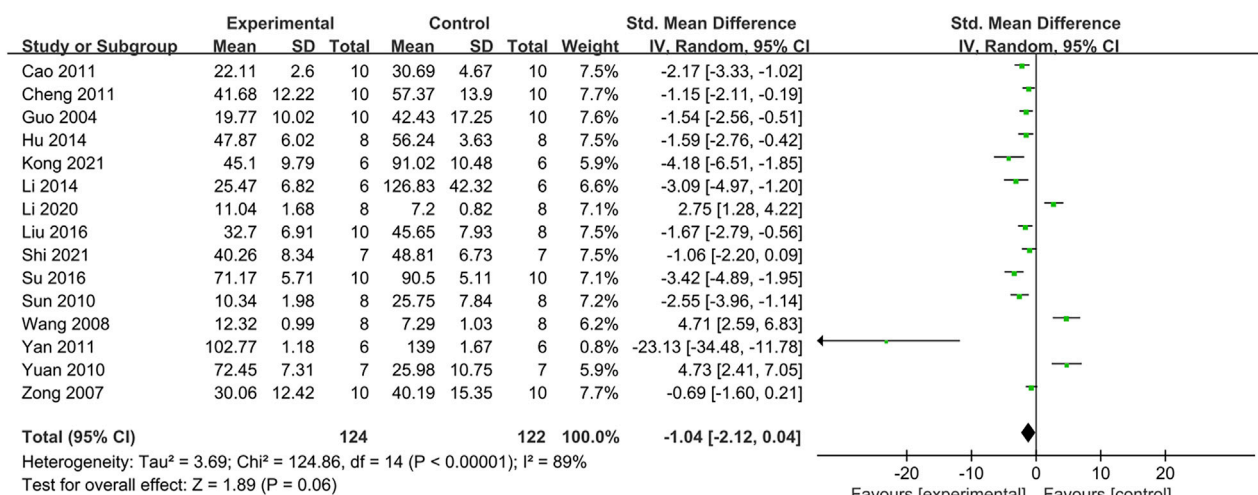 Experimental Control Std. Mean Difference Std. Mean Difference
Study or Subgroup Mean SD Total Mean SD Total Weight IV, Random, 95% CI IV, Random, 95% CI
Cao 2011 22.11 2.6 10 30.69 4.67 10 7.5% -2.17 [-3.33, -1.02]
Cheng 2011 41.68 12.22 10 57.37 13.9 10 7.7% -1.15 [-2.11, -0.19]
Guo 2004 19.77 10.02 10 42.43 17.25 10 7.6% -1.54 [-2.56, -0.51]
Hu 2014 47.87 6.02 8 56.24 3.63 8 7.5% -1.59 [-2.76, -0.42]
Kong 2021 45.1 9.79 6 91.02 10.48 6 5.9% -4.18 [-6.51, -1.85]
Li 2014 25.47 6.82 6 126.83 42.32 6 6.6% -3.09 [-4.97, -1.20]
Li 2020 11.04 1.68 8 7.2 0.82 8 7.1% 2.75 [1.28, 4.22]
Liu 2016 32.7 6.91 10 45.65 7.93 8 7.5% -1.67 [-2.79, -0.56]
Shi 2021 40.26 8.34 7 48.81 6.73 7 7.5% -1.06 [-2.20, 0.09]
Su 2016 71.17 5.71 10 90.5 5.11 10 7.1% -3.42 [-4.89, -1.95]
Sun 2010 10.34 1.98 8 25.75 7.84 8 7.2% -2.55 [-3.96, -1.14]
Wang 2008 12.32 0.99 8 7.29 1.03 8 6.2% 4.71 [2.59, 6.83]
Yan 2011 102.77 1.18 6 139 1.67 6 0.8% -23.13 [-34.48, -11.78]
Yuan 2010 72.45 7.31 7 25.98 10.75 7 5.9% 4.73 [2.41, 7.05]
Zong 2007 30.06 12.42 10 40.19 15.35 10 7.7% -0.69 [-1.60, 0.21]
Total (95% CI) 124 122 100.0% -1.04 [-2.12, 0.04]
Heterogeneity: Tau² = 3.69; Chi² = 124.86, df = 14 (P < 0.00001); I² = 89%
Test for overall effect: Z = 1.89 (P = 0.06)
-20 -10 0 10 20
Favours [experimental] Favours [control]